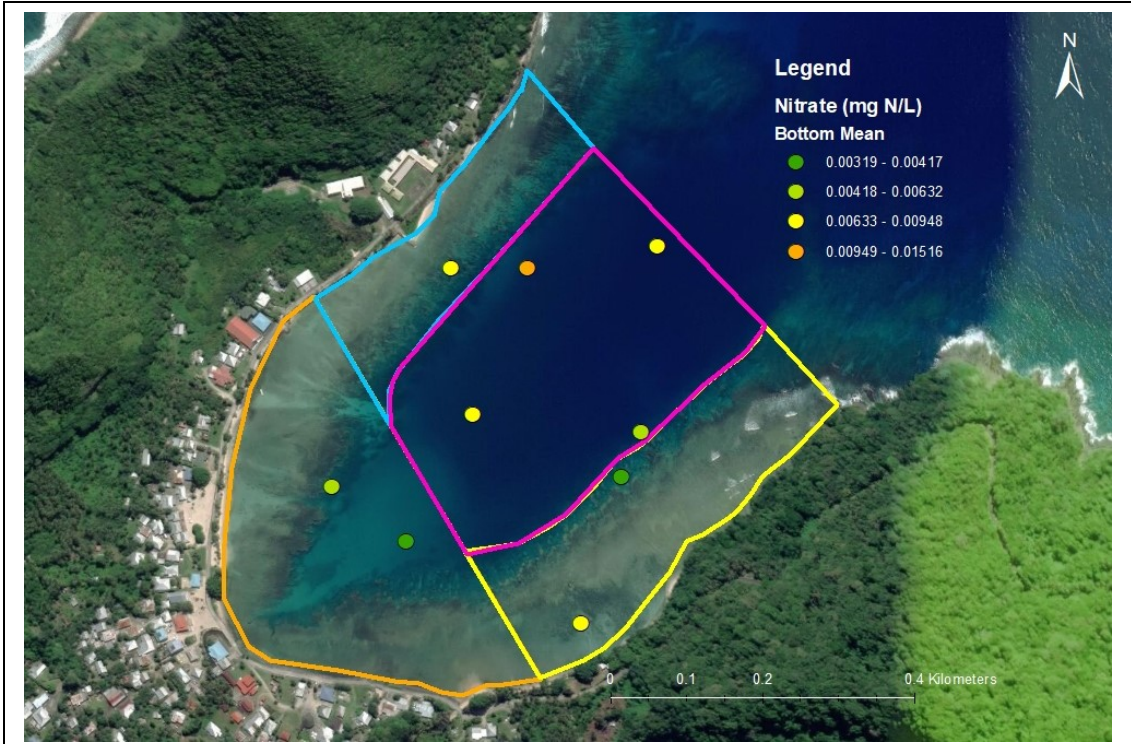 N
Legend
Nitrate (mg N/L)
Bottom Mean
0.00319 - 0.00417
0.00418 - 0.00632
0.00633 - 0.00948
0.00949 - 0.01516
0 0.1 0.2 0.4 Kilometers